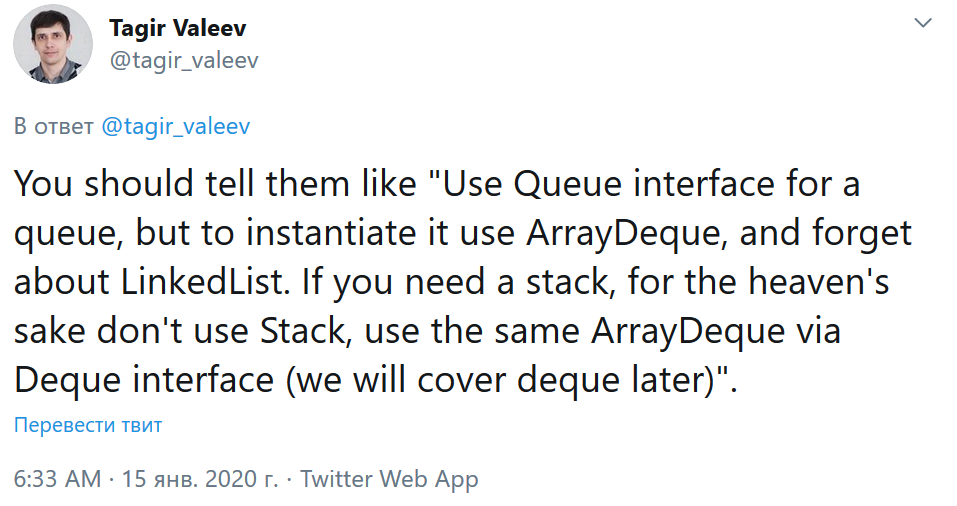 Tagir Valeev
@tagir_valeev
В ответ @tagir_valeev
You should tell them like "Use Queue interface for a
queue, but to instantiate it use ArrayDeque, and forget
about LinkedList. If you need a stack, for the heaven's
sake don't use Stack, use the same ArrayDeque via
Deque interface (we will cover deque later)".
Перевести твит
6:33 AM · 15 янв. 2020 г. · Twitter Web App